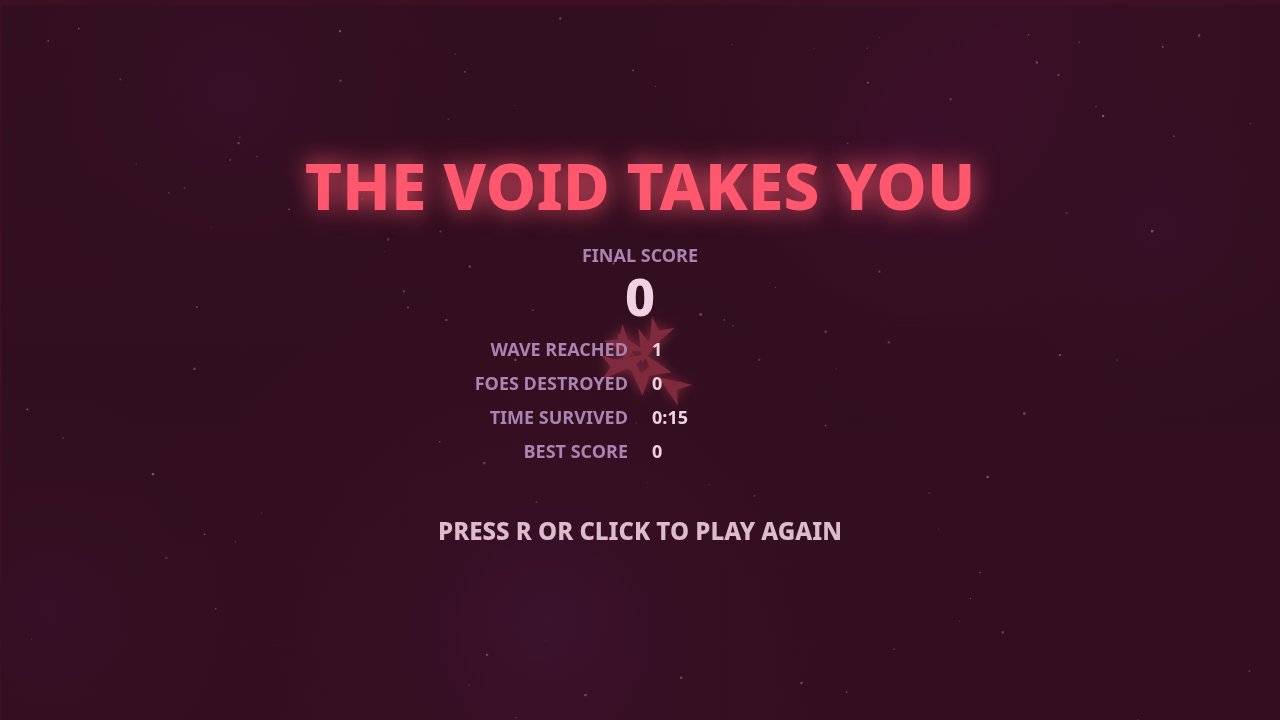 THE VOID TAKES YOU
FINAL SCORE
0
WAVE REACHED 1
FOES DESTROYED 0
TIME SURVIVED 0:15
BEST SCORE 0
PRESS R OR CLICK TO PLAY AGAIN